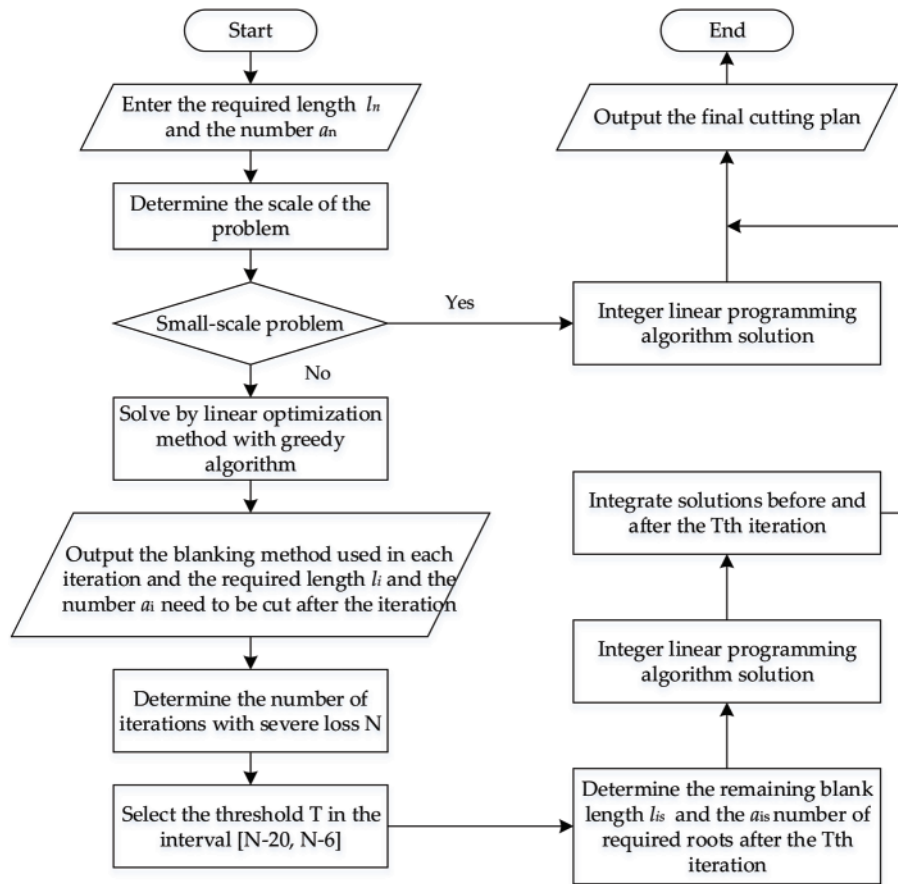 Start
Enter the required length lₙ
and the number aₙ
Determine the scale of the
problem
Small-scale problem
Yes
No
Solve by linear optimization
method with greedy
algorithm
Output the blanking method used in each
iteration and the required length lᵢ and the
number aᵢ need to be cut after the iteration
Determine the number of
iterations with severe loss N
Select the threshold T in the
interval [N-20, N-6]
Determine the remaining blank
length lᵢₛ and the aᵢₛ number of
required roots after the Tth
iteration
Integer linear programming
algorithm solution
Integrate solutions before and
after the Tth iteration
Integer linear programming
algorithm solution
Output the final cutting plan
End